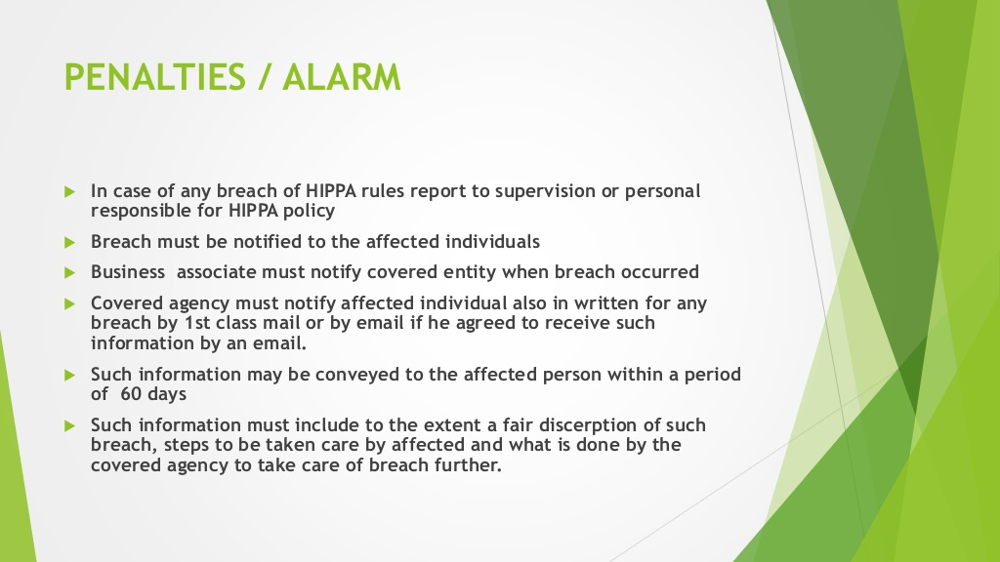 PENALTIES / ALARM
In case of any breach of HIPPA rules report to supervision or personal
responsible for HIPPA policy
Breach must be notified to the affected individuals
Business  associate must notify covered entity when breach occurred
Covered agency must notify affected individual also in written for any
breach by 1st class mail or by email if he agreed to receive such
information by an email.
Such information may be conveyed to the affected person within a period
of  60 days
Such information must include to the extent a fair discerption of such
breach, steps to be taken care by affected and what is done by the
covered agency to take care of breach further.